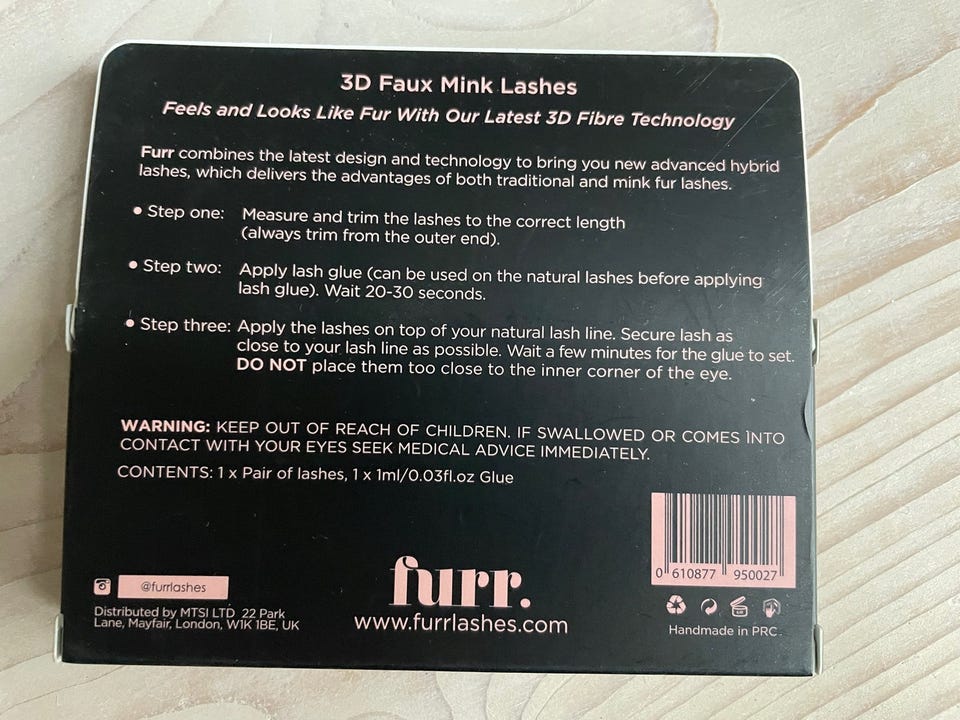 3D Faux Mink Lashes
Feels and Looks Like Fur With Our Latest 3D Fibre Technology
Furr combines the latest design and technology to bring you new advanced hybrid
lashes, which delivers the advantages of both traditional and mink fur lashes.
• Step one: Measure and trim the lashes to the correct length
(always trim from the outer end).
• Step two: Apply lash glue (can be used on the natural lashes before applying
lash glue). Wait 20-30 seconds.
• Step three: Apply the lashes on top of your natural lash line. Secure lash as
close to your lash line as possible. Wait a few minutes for the glue to set.
DO NOT place them too close to the inner corner of the eye.
WARNING: KEEP OUT OF REACH OF CHILDREN. IF SWALLOWED OR COMES INTO
CONTACT WITH YOUR EYES SEEK MEDICAL ADVICE IMMEDIATELY.
CONTENTS: 1 x Pair of lashes, 1 x 1ml/0.03fl.oz Glue
@furrlashes
Distributed by MTSI LTD 22 Park
Lane, Mayfair, London, W1K 1BE, UK
furr.
www.furrlashes.com
0 610877 950027
Handmade in PRC